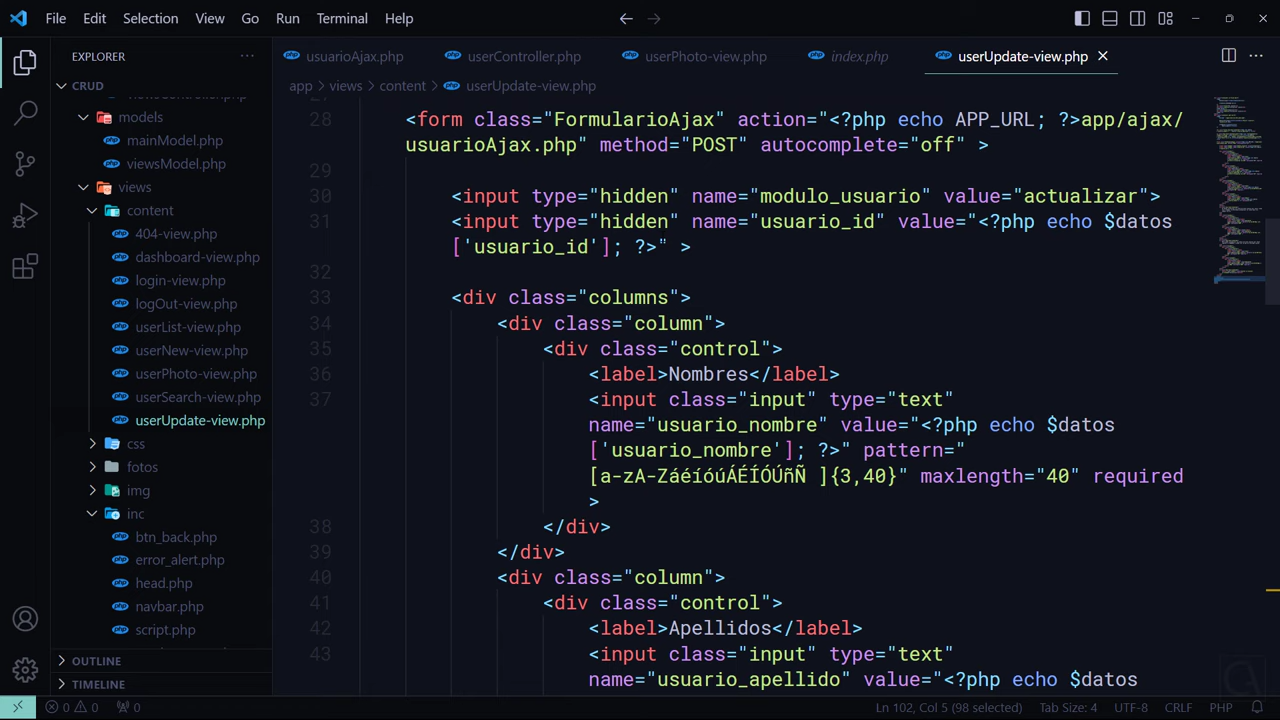 File Edit Selection View Go Run Terminal Help
EXPLORER
usuarioAjax.php
userController.php
userPhoto-view.php
index.php
userUpdate-view.php
CRUD
app > views > content > userUpdate-view.php
models
mainModel.php
viewsModel.php
views
content
404-view.php
dashboard-view.php
login-view.php
logOut-view.php
userList-view.php
userNew-view.php
userPhoto-view.php
userSearch-view.php
userUpdate-view.php
css
fotos
img
inc
btn_back.php
error_alert.php
head.php
navbar.php
script.php
OUTLINE
TIMELINE
28 <form class="FormularioAjax" action="<?php echo APP_URL; ?>app/ajax/
usuarioAjax.php" method="POST" autocomplete="off" >
29
30 <input type="hidden" name="modulo_usuario" value="actualizar">
31 <input type="hidden" name="usuario_id" value="<?php echo $datos
['usuario_id']; ?>" >
32
33 <div class="columns">
34 <div class="column">
35 <div class="control">
36 <label>Nombres</label>
37 <input class="input" type="text"
name="usuario_nombre" value="<?php echo $datos
['usuario_nombre']; ?>" pattern="
[a-zA-ZáéíóúÁÉÍÓÚñÑ ]{3,40}" maxlength="40" required
>
38 </div>
39 </div>
40 <div class="column">
41 <div class="control">
42 <label>Apellidos</label>
43 <input class="input" type="text"
name="usuario_apellido" value="<?php echo $datos
0 0 0
Ln 102, Col 5 (98 selected) Tab Size: 4 UTF-8 CRLF PHP